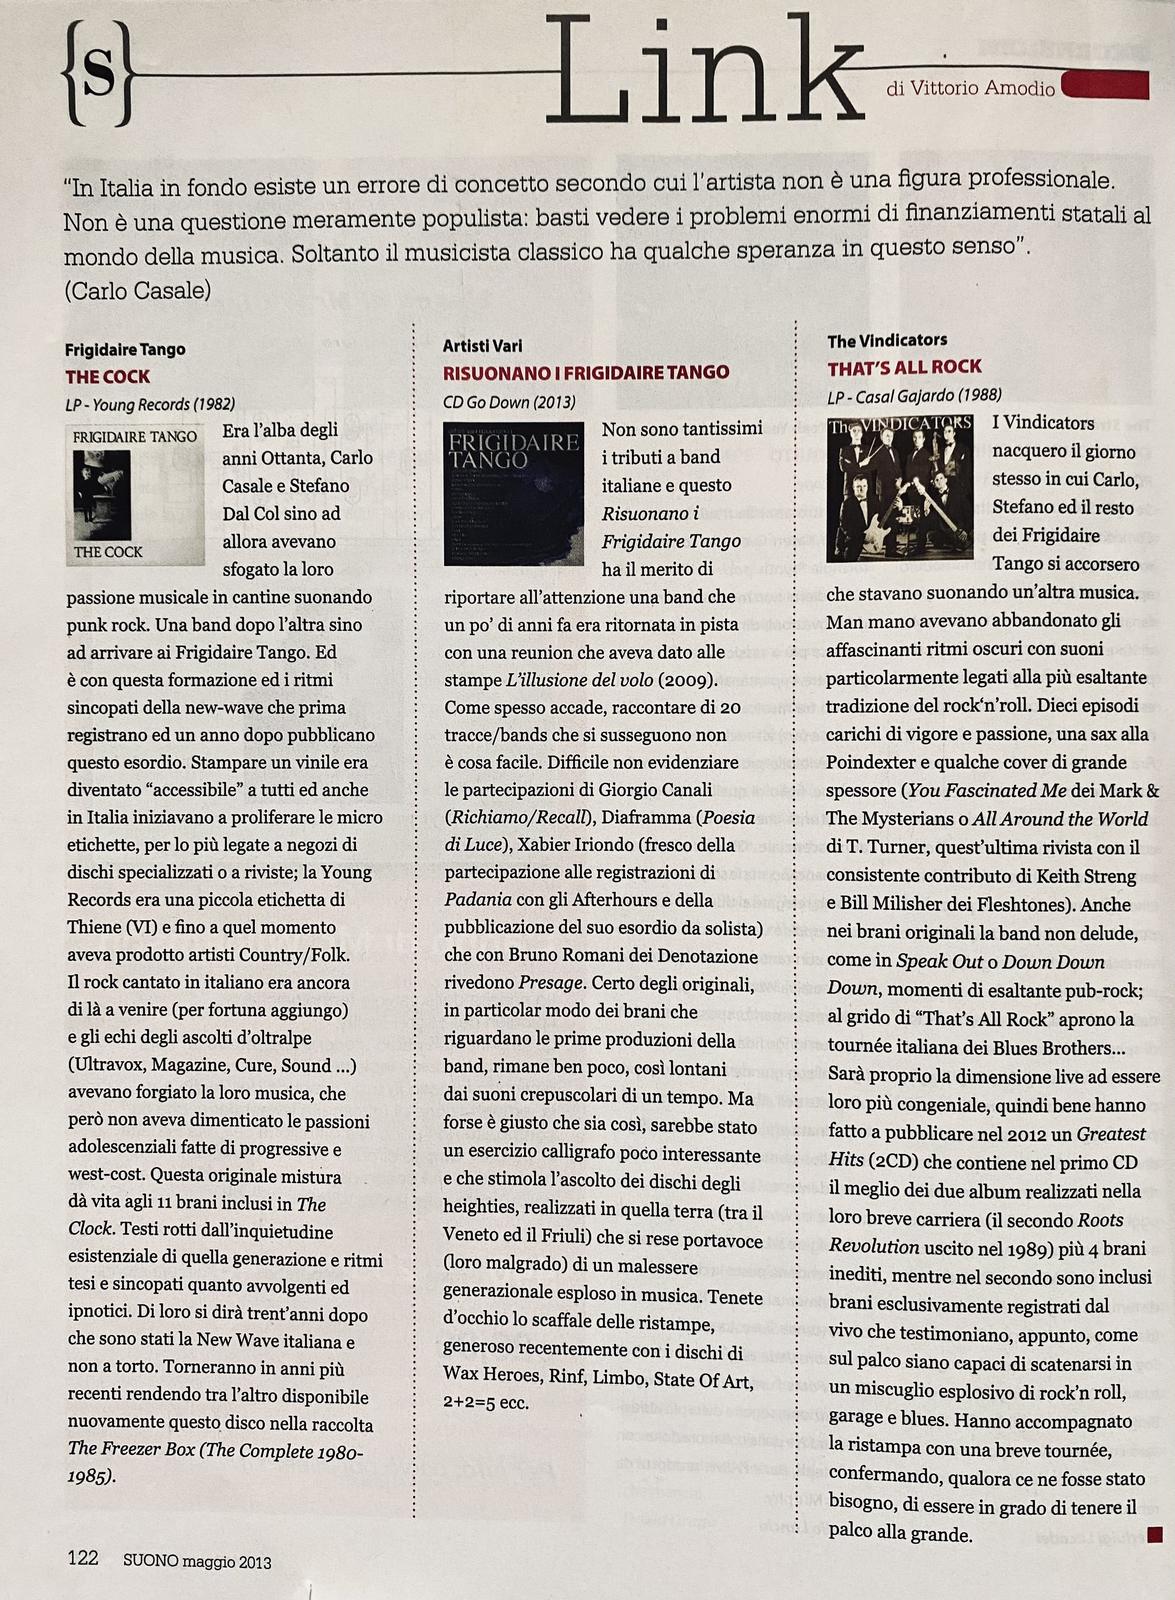 {S}
Link
di Vittorio Amodio
“In Italia in fondo esiste un errore di concetto secondo cui l’artista non è una figura professionale.
Non è una questione meramente populista: basti vedere i problemi enormi di finanziamenti statali al
mondo della musica. Soltanto il musicista classico ha qualche speranza in questo senso”.
(Carlo Casale)
Frigidaire Tango
THE COCK
LP - Young Records (1982)
FRIGIDAIRE TANGO
THE COCK
Era l’alba degli
anni Ottanta, Carlo
Casale e Stefano
Dal Col sino ad
allora avevano
sfogato la loro
passione musicale in cantine suonando
punk rock. Una band dopo l’altra sino
ad arrivare ai Frigidaire Tango. Ed
è con questa formazione ed i ritmi
sincopati della new-wave che prima
registrano ed un anno dopo pubblicano
questo esordio. Stampare un vinile era
diventato “accessibile” a tutti ed anche
in Italia iniziavano a proliferare le micro
etichette, per lo più legate a negozi di
dischi specializzati o a riviste; la Young
Records era una piccola etichetta di
Thiene (VI) e fino a quel momento
aveva prodotto artisti Country/Folk.
Il rock cantato in italiano era ancora
di là a venire (per fortuna aggiungo)
e gli echi degli ascolti d’oltralpe
(Ultravox, Magazine, Cure, Sound ...)
avevano forgiato la loro musica, che
però non aveva dimenticato le passioni
adolescenziali fatte di progressive e
west-cost. Questa originale mistura
dà vita agli 11 brani inclusi in The
Clock. Testi rotti dall’inquietudine
esistenziale di quella generazione e ritmi
tesi e sincopati quanto avvolgenti ed
ipnotici. Di loro si dirà trent’anni dopo
che sono stati la New Wave italiana e
non a torto. Torneranno in anni più
recenti rendendo tra l’altro disponibile
nuovamente questo disco nella raccolta
The Freezer Box (The Complete 1980-
1985).
Artisti Vari
RISUONANO I FRIGIDAIRE TANGO
CD Go Down (2013)
FRIGIDAIRE
TANGO
Non sono tantissimi
i tributi a band
italiane e questo
Risuonano i
Frigidaire Tango
ha il merito di
riportare all’attenzione una band che
un po’ di anni fa era ritornata in pista
con una reunion che aveva dato alle
stampe L’illusione del volo (2009).
Come spesso accade, raccontare di 20
tracce/bands che si susseguono non
è cosa facile. Difficile non evidenziare
le partecipazioni di Giorgio Canali
(Richiamo/Recall), Diaframma (Poesia
di Luce), Xabier Iriondo (fresco della
partecipazione alle registrazioni di
Padania con gli Afterhours e della
pubblicazione del suo esordio da solista)
che con Bruno Romani dei Denotazione
rivedono Presage. Certo degli originali,
in particolar modo dei brani che
riguardano le prime produzioni della
band, rimane ben poco, così lontani
dai suoni crepuscolari di un tempo. Ma
forse è giusto che sia così, sarebbe stato
un esercizio calligrafo poco interessante
e che stimola l’ascolto dei dischi degli
heighties, realizzati in quella terra (tra il
Veneto ed il Friuli) che si rese portavoce
(loro malgrado) di un malessere
generazionale esploso in musica. Tenete
d’occhio lo scaffale delle ristampe,
generoso recentemente con i dischi di
Wax Heroes, Rinf, Limbo, State Of Art,
2+2=5 ecc.
The Vindicators
THAT’S ALL ROCK
LP - Casal Gajardo (1988)
The VINDICATORS
I Vindicators
nacquero il giorno
stesso in cui Carlo,
Stefano ed il resto
dei Frigidaire
Tango si accorsero
che stavano suonando un’altra musica.
Man mano avevano abbandonato gli
affascinanti ritmi oscuri con suoni
particolarmente legati alla più esaltante
tradizione del rock‘n’roll. Dieci episodi
carichi di vigore e passione, una sax alla
Poindexter e qualche cover di grande
spessore (You Fascinated Me dei Mark &
The Mysterians o All Around the World
di T. Turner, quest’ultima rivista con il
consistente contributo di Keith Streng
e Bill Milisher dei Fleshtones). Anche
nei brani originali la band non delude,
come in Speak Out o Down Down
Down, momenti di esaltante pub-rock;
al grido di “That’s All Rock” aprono la
tournée italiana dei Blues Brothers...
Sarà proprio la dimensione live ad essere
loro più congeniale, quindi bene hanno
fatto a pubblicare nel 2012 un Greatest
Hits (2CD) che contiene nel primo CD
il meglio dei due album realizzati nella
loro breve carriera (il secondo Roots
Revolution uscito nel 1989) più 4 brani
inediti, mentre nel secondo sono inclusi
brani esclusivamente registrati dal
vivo che testimoniano, appunto, come
sul palco siano capaci di scatenarsi in
un miscuglio esplosivo di rock’n roll,
garage e blues. Hanno accompagnato
la ristampa con una breve tournée,
confermando, qualora ce ne fosse stato
bisogno, di essere in grado di tenere il
palco alla grande.
122 SUONO maggio 2013